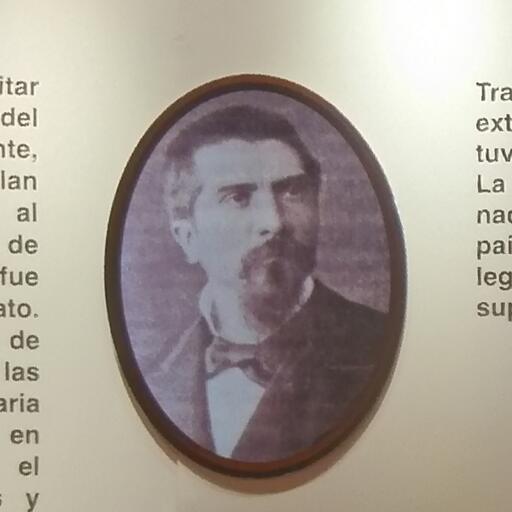 itar
del
nte,
lan
al
de
fue
ato.
de
las
aria
en
el
y
Tra
ext
tuv
La
nac
paí
leg
sup